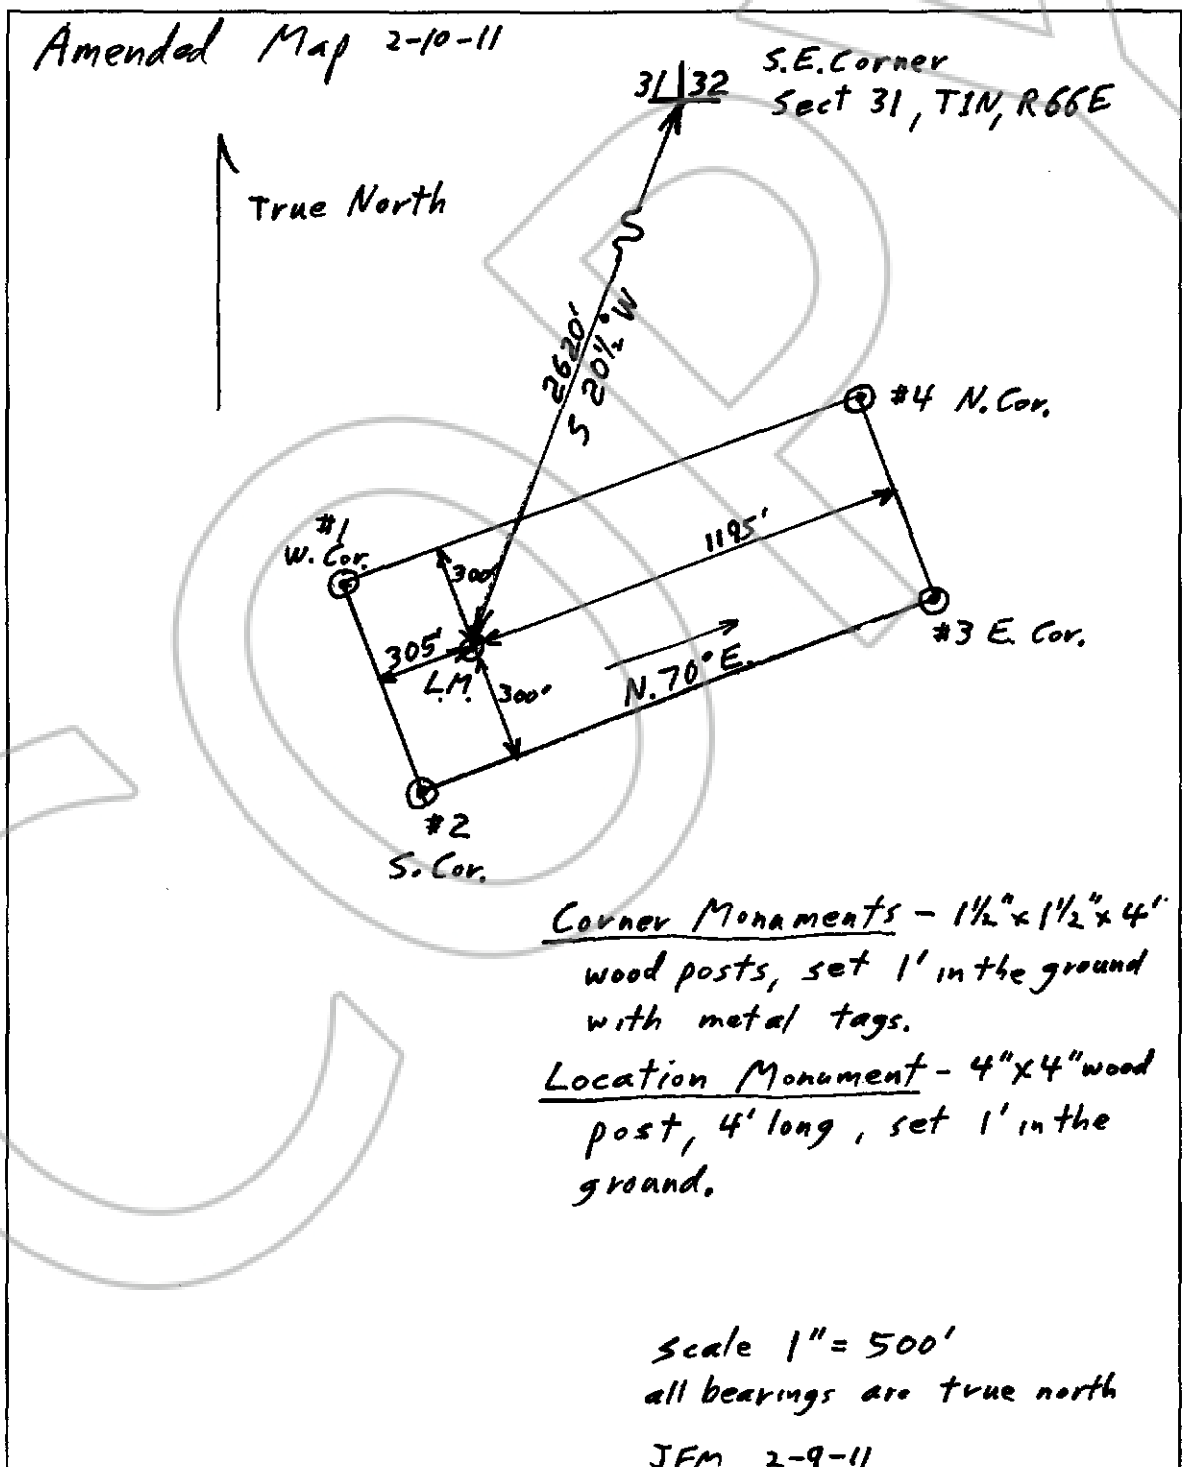 Amended Map 2-10-11
31 32
S.E. Corner
Sect 31, T1N, R66E
True North
2620'
S 20½° W
#4 N. Cor.
#1
W. Cor.
300'
1195'
305'
L.M.
300'
N. 70° E.
#3 E. Cor.
#2
S. Cor.
Corner Monuments - 1½" x 1½" x 4'
wood posts, set 1' in the ground
with metal tags.
Location Monument - 4" x 4" wood
post, 4' long, set 1' in the
ground.
scale 1" = 500'
all bearings are true north
JFM 2-9-11
COPY